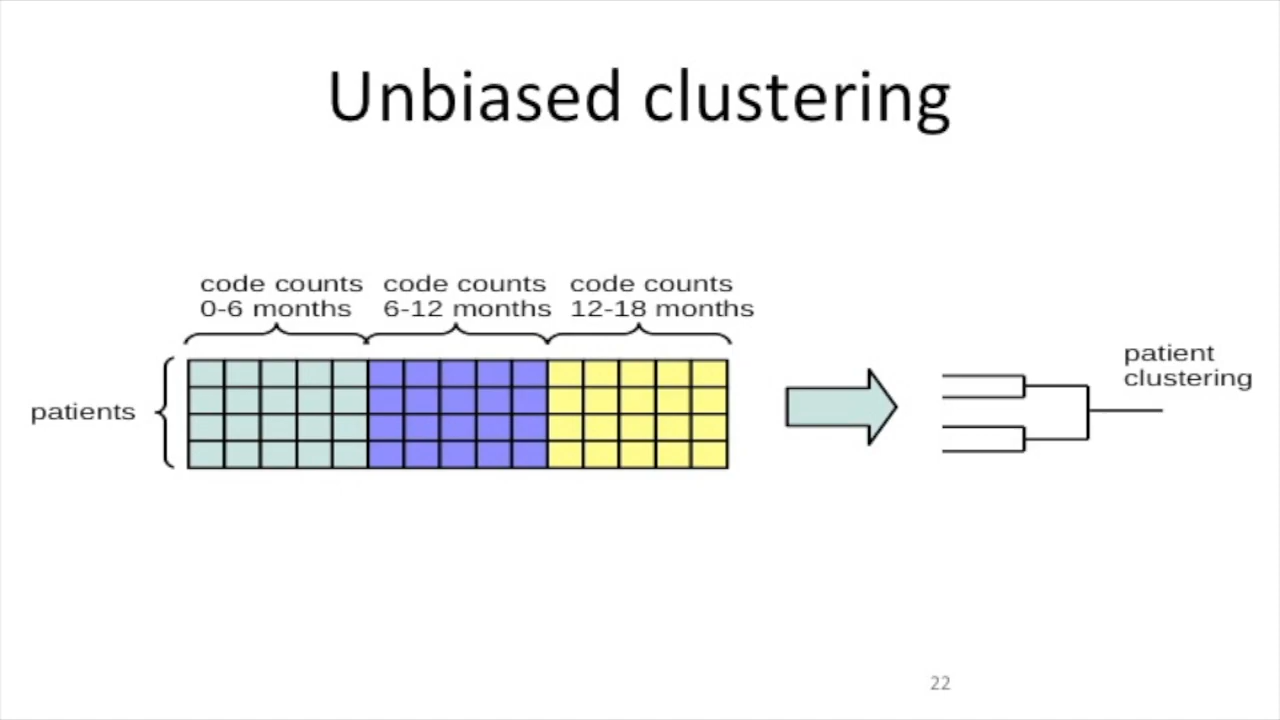 Unbiased clustering
code counts
0-6 months
code counts
6-12 months
code counts
12-18 months
patients
patient
clustering
22